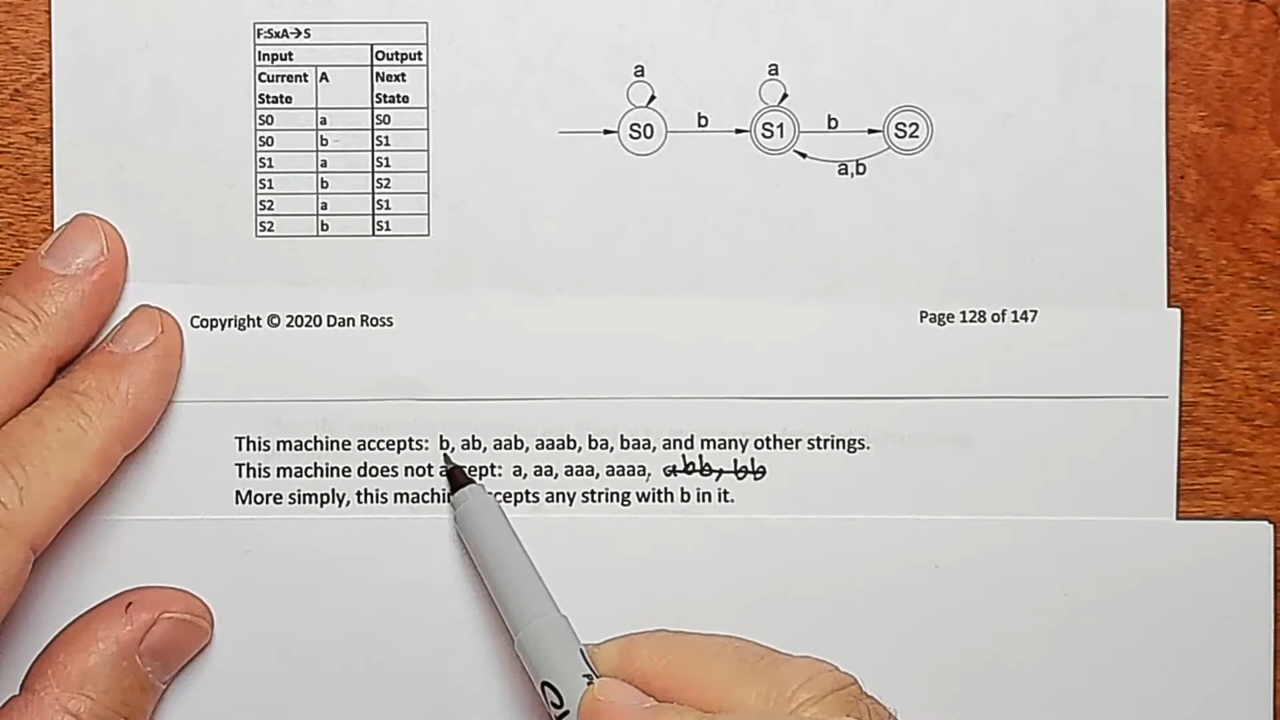 F:SxA→S
Input Output
Current State A Next State
S0 a S0
S0 b S1
S1 a S1
S1 b S2
S2 a S1
S2 b S1
a a
S0 b S1 b S2
a,b
Copyright © 2020 Dan Ross Page 128 of 147
This machine accepts: b, ab, aab, aaab, ba, baa, and many other strings.
This machine does not accept: a, aa, aaa, aaaa, abb, bb
More simply, this machine accepts any string with b in it.